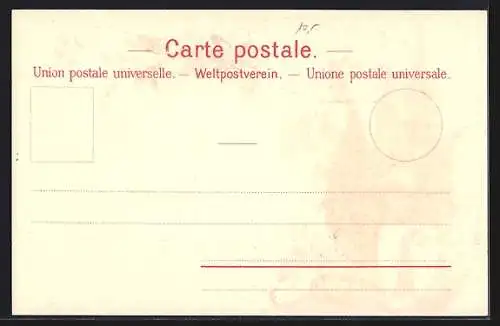 — Carte postale. —
Union postale universelle. — Weltpostverein. — Unione postale universale.